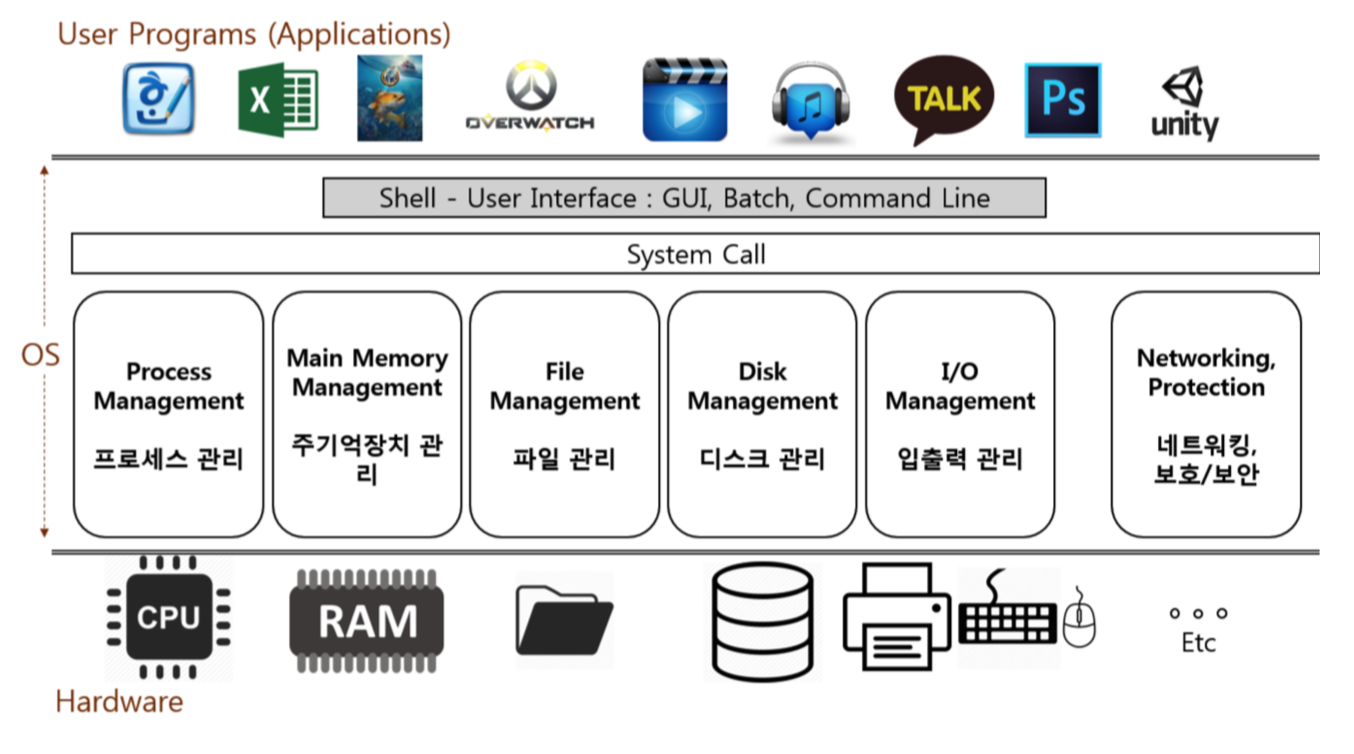 User Programs (Applications)
X
OVERWATCH
TALK
Ps
unity
Shell - User Interface : GUI, Batch, Command Line
System Call
OS
Process
Management
프로세스 관리
Main Memory
Management
주기억장치 관
리
File
Management
파일 관리
Disk
Management
디스크 관리
I/O
Management
입출력 관리
Networking,
Protection
네트워킹,
보호/보안
CPU
RAM
Etc
Hardware